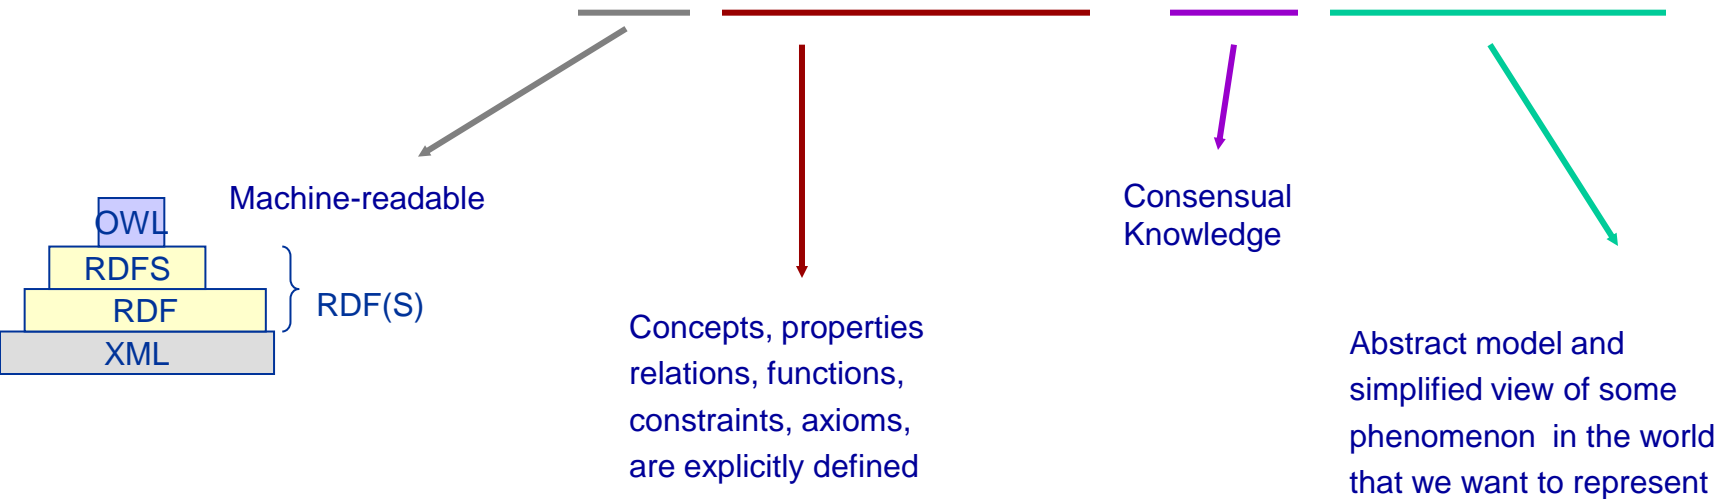 Machine-readable
OWL
RDFS
RDF
XML
RDF(S)
Concepts, properties
relations, functions,
constraints, axioms,
are explicitly defined
Consensual
Knowledge
Abstract model and
simplified view of some
phenomenon in the world
that we want to represent